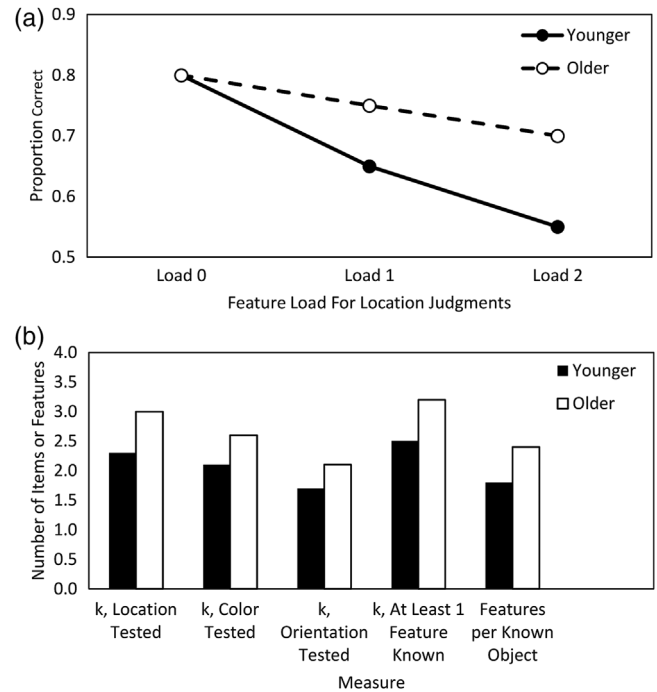 (a)
0.9
0.8
0.7
0.6
0.5
Proportion Correct
Younger
Older
Load 0 Load 1 Load 2
Feature Load For Location Judgments
(b)
4.0
3.5
3.0
2.5
2.0
1.5
1.0
0.5
0.0
Number of Items or Features
Younger
Older
k, Location
Tested
k, Color
Tested
k,
Orientation
Tested
k, At Least 1
Feature
Known
Features
per Known
Object
Measure